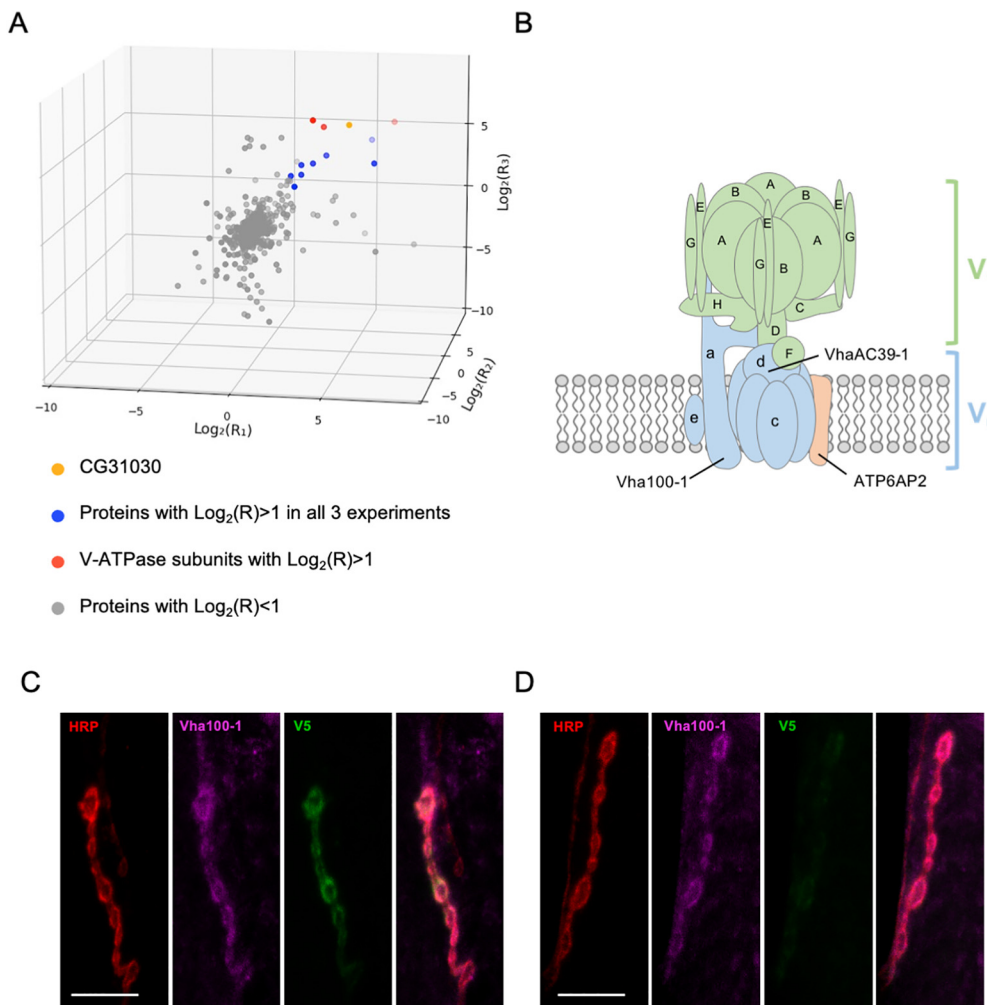 A
B
5
0
−5
−10
Log₂(R₃)
5
0
−5
Log₂(R₂)
−10
−5
0
5
Log₂(R₁)
CG31030
Proteins with Log₂(R)>1 in all 3 experiments
V-ATPase subunits with Log₂(R)>1
Proteins with Log₂(R)<1
A
B
B
E
E
E
G
A
A
G
G
B
H
C
D
a
d
F
VhaAC39-1
e
c
Vha100-1
ATP6AP2
V
V
C
D
HRP
Vha100-1
V5
HRP
Vha100-1
V5